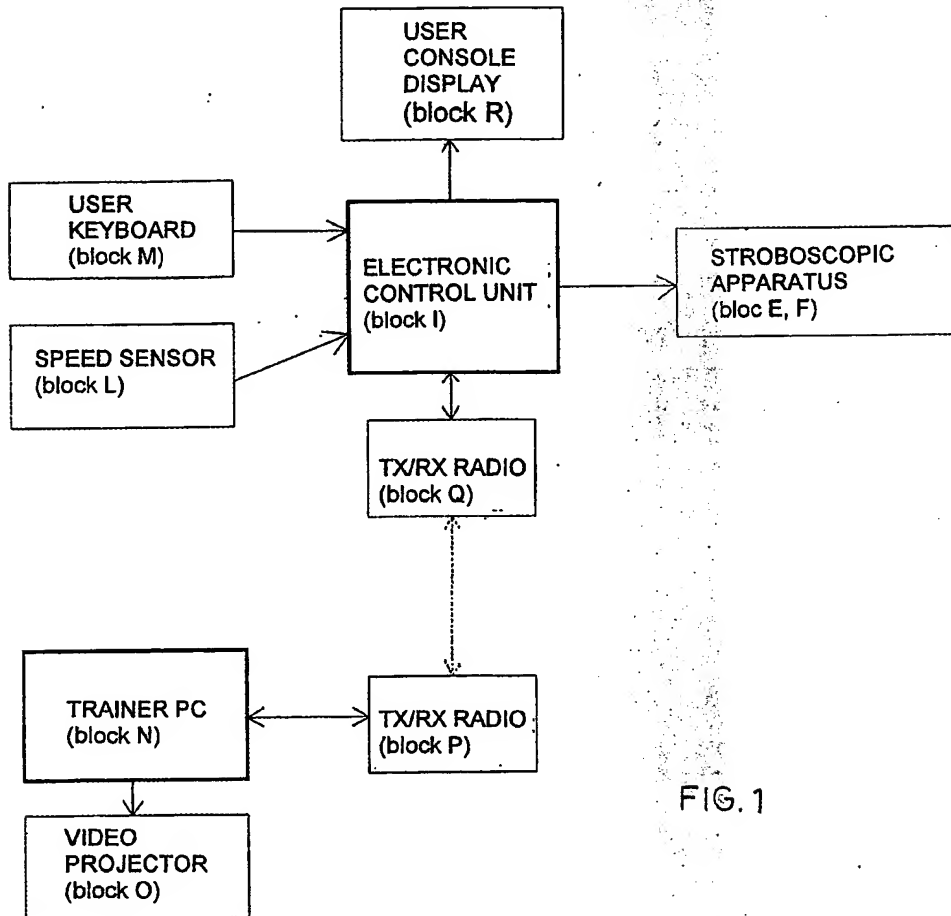 USER
CONSOLE
DISPLAY
(block R)
USER
KEYBOARD
(block M)
ELECTRONIC
CONTROL UNIT
(block I)
STROBOSCOPIC
APPARATUS
(bloc E, F)
SPEED SENSOR
(block L)
TX/RX RADIO
(block Q)
TRAINER PC
(block N)
TX/RX RADIO
(block P)
FIG. 1
VIDEO
PROJECTOR
(block O)